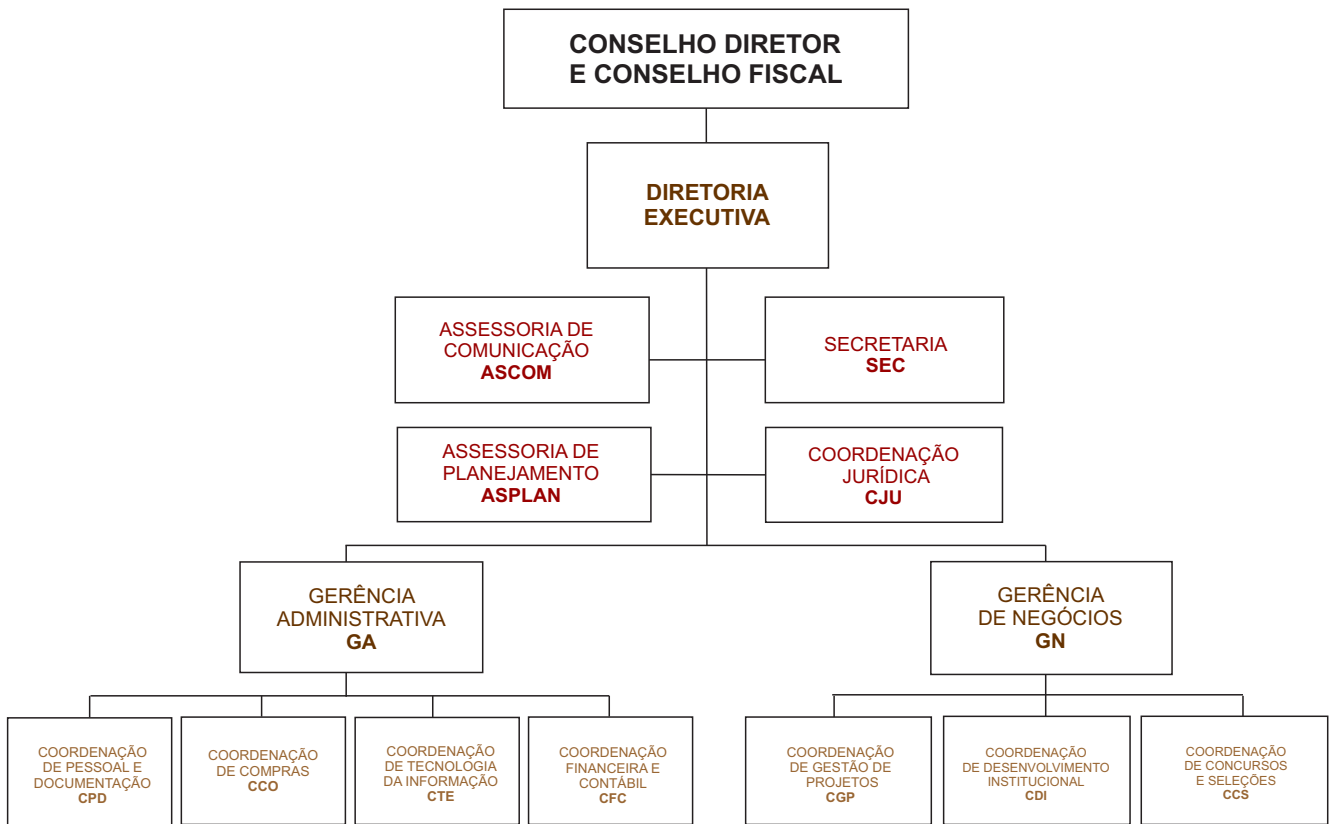 CONSELHO DIRETOR
E CONSELHO FISCAL
DIRETORIA
EXECUTIVA
ASSESSORIA DE
COMUNICAÇÃO
ASCOM
SECRETARIA
SEC
ASSESSORIA DE
PLANEJAMENTO
ASPLAN
COORDENAÇÃO
JURÍDICA
CJU
GERÊNCIA
ADMINISTRATIVA
GA
GERÊNCIA
DE NEGÓCIOS
GN
COORDENAÇÃO
DE PESSOAL E
DOCUMENTAÇÃO
CPD
COORDENAÇÃO
DE COMPRAS
CCO
COORDENAÇÃO
DE TECNOLOGIA
DA INFORMAÇÃO
CTE
COORDENAÇÃO
FINANCEIRA E
CONTÁBIL
CFC
COORDENAÇÃO
DE GESTÃO DE
PROJETOS
CGP
COORDENAÇÃO
DE DESENVOLVIMENTO
INSTITUCIONAL
CDI
COORDENAÇÃO
DE CONCURSOS
E SELEÇÕES
CCS